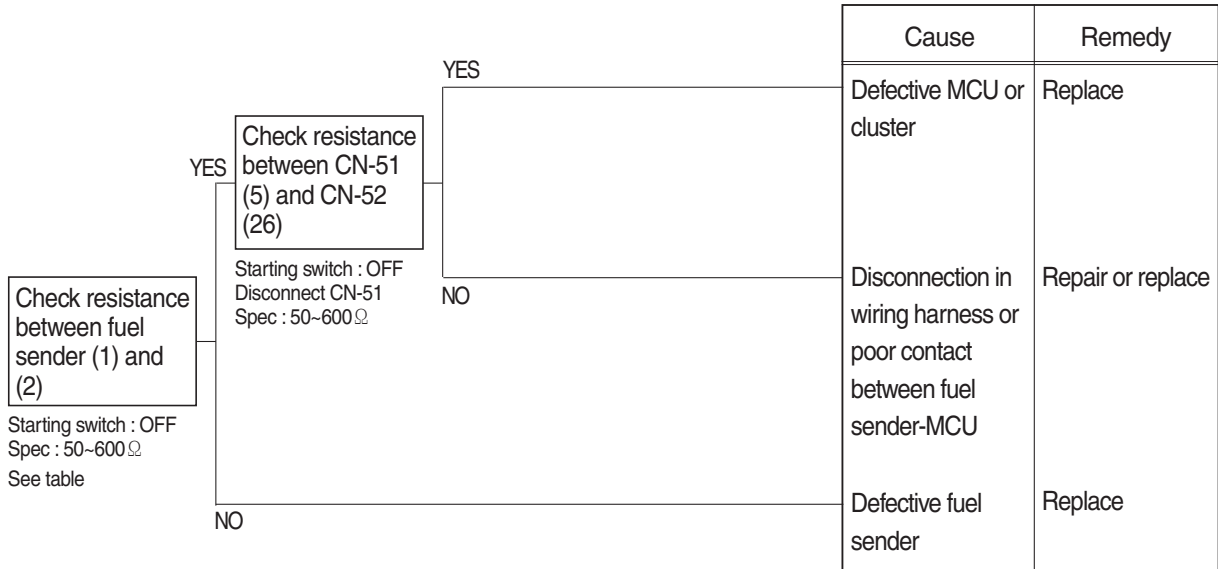 Cause
Remedy
YES
Defective MCU or
cluster
Replace
Check resistance
between CN-51
(5) and CN-52
(26)
YES
Starting switch : OFF
Disconnect CN-51
Spec : 50~600Ω
NO
Disconnection in
wiring harness or
poor contact
between fuel
sender-MCU
Repair or replace
Check resistance
between fuel
sender (1) and
(2)
Starting switch : OFF
Spec : 50~600Ω
See table
NO
Defective fuel
sender
Replace